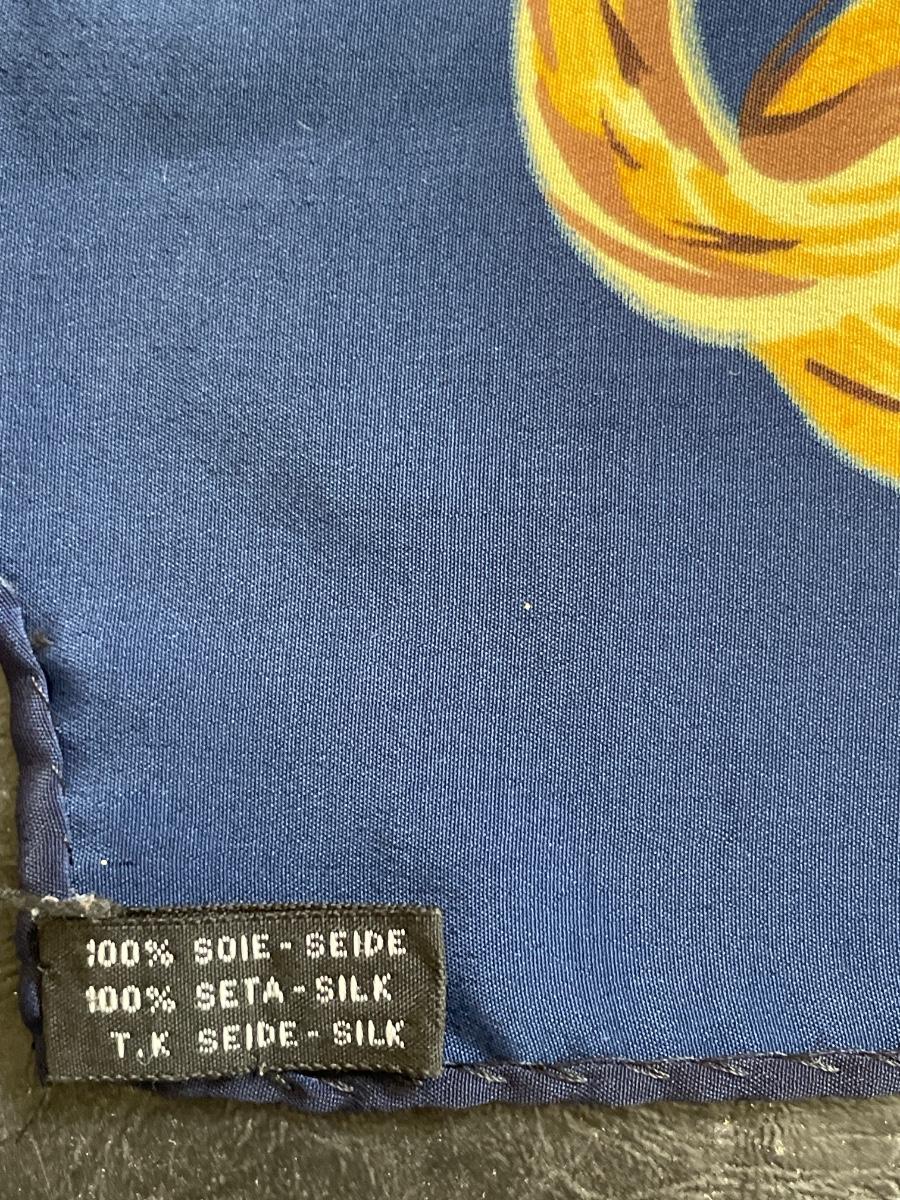 100% SOIE - SEIDE
100% SETA - SILK
T.K SEIDE - SILK